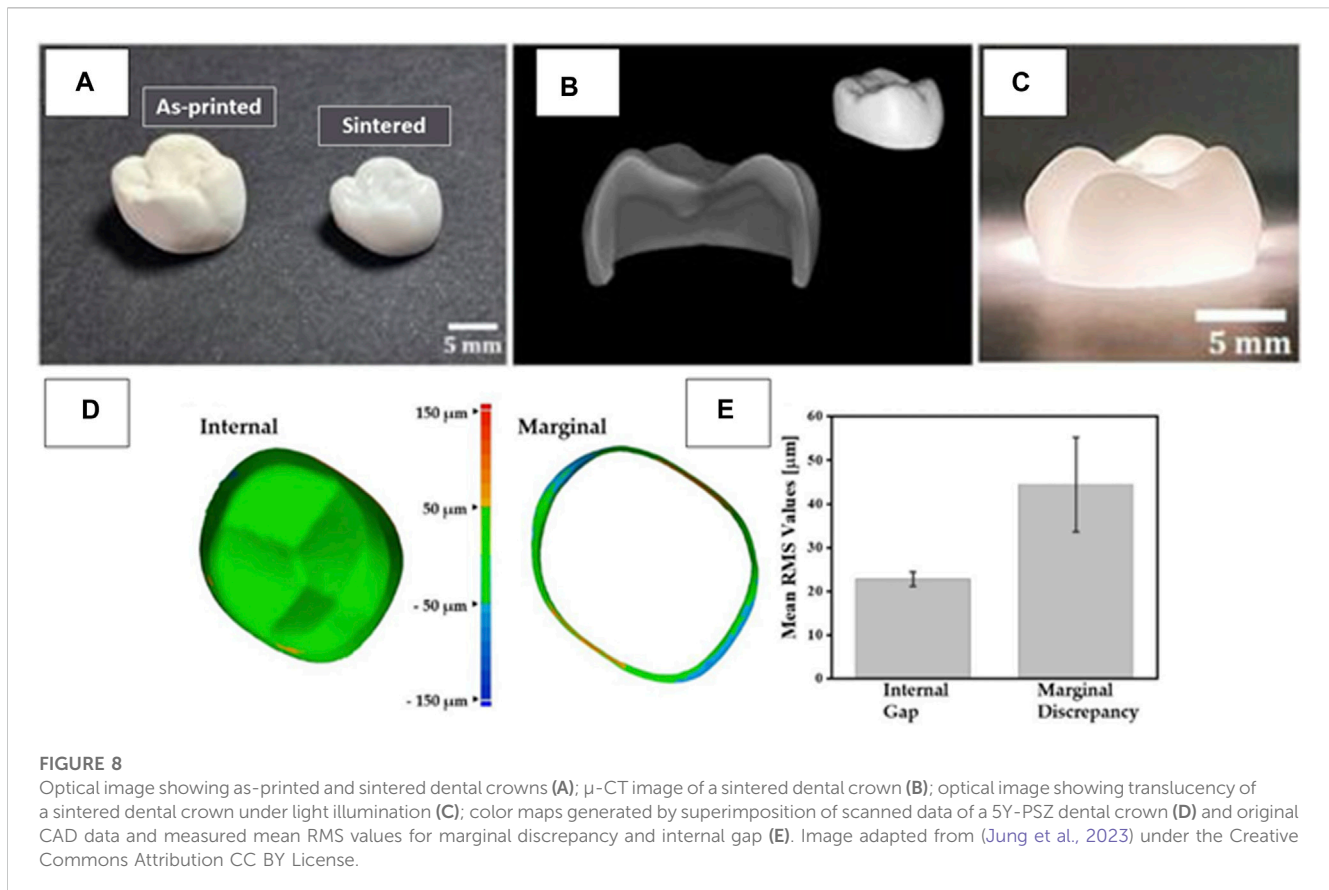 A
As-printed
Sintered
5 mm
B
C
5 mm
D
Internal
150 µm
50 µm
- 50 µm
- 150 µm
Marginal
E
Mean RMS Values [µm]
60
50
40
30
20
10
0
Internal
Gap
Marginal
Discrepancy
FIGURE 8
Optical image showing as-printed and sintered dental crowns (A); µ-CT image of a sintered dental crown (B); optical image showing translucency of
a sintered dental crown under light illumination (C); color maps generated by superimposition of scanned data of a 5Y-PSZ dental crown (D) and original
CAD data and measured mean RMS values for marginal discrepancy and internal gap (E). Image adapted from (Jung et al., 2023) under the Creative
Commons Attribution CC BY License.